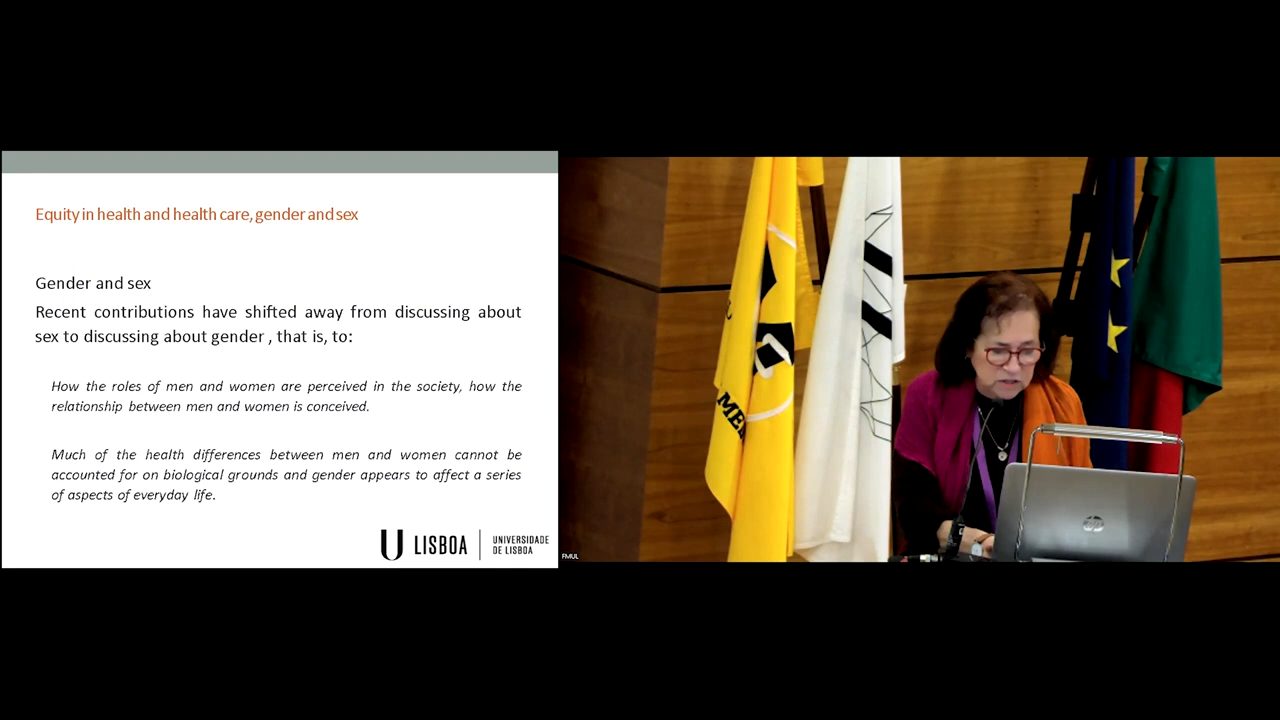 Equity in health and health care, gender and sex
Gender and sex
Recent contributions have shifted away from discussing about
sex to discussing about gender , that is, to:
How the roles of men and women are perceived in the society, how the
relationship between men and women is conceived.
Much of the health differences between men and women cannot be
accounted for on biological grounds and gender appears to affect a series
of aspects of everyday life.
U LISBOA
UNIVERSIDADE
DE LISBOA
FMUL
hp